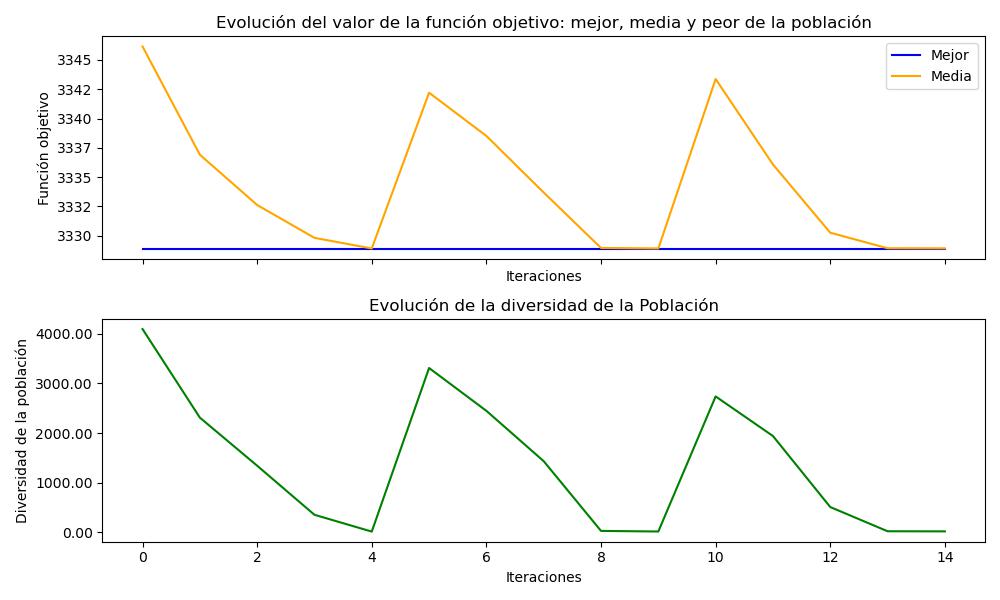 Evolución del valor de la función objetivo: mejor, media y peor de la población
Función objetivo
3345
3342
3340
3337
3335
3332
3330
Mejor
Media
Iteraciones
Evolución de la diversidad de la Población
Diversidad de la población
4000.00
3000.00
2000.00
1000.00
0.00
0 2 4 6 8 10 12 14
Iteraciones